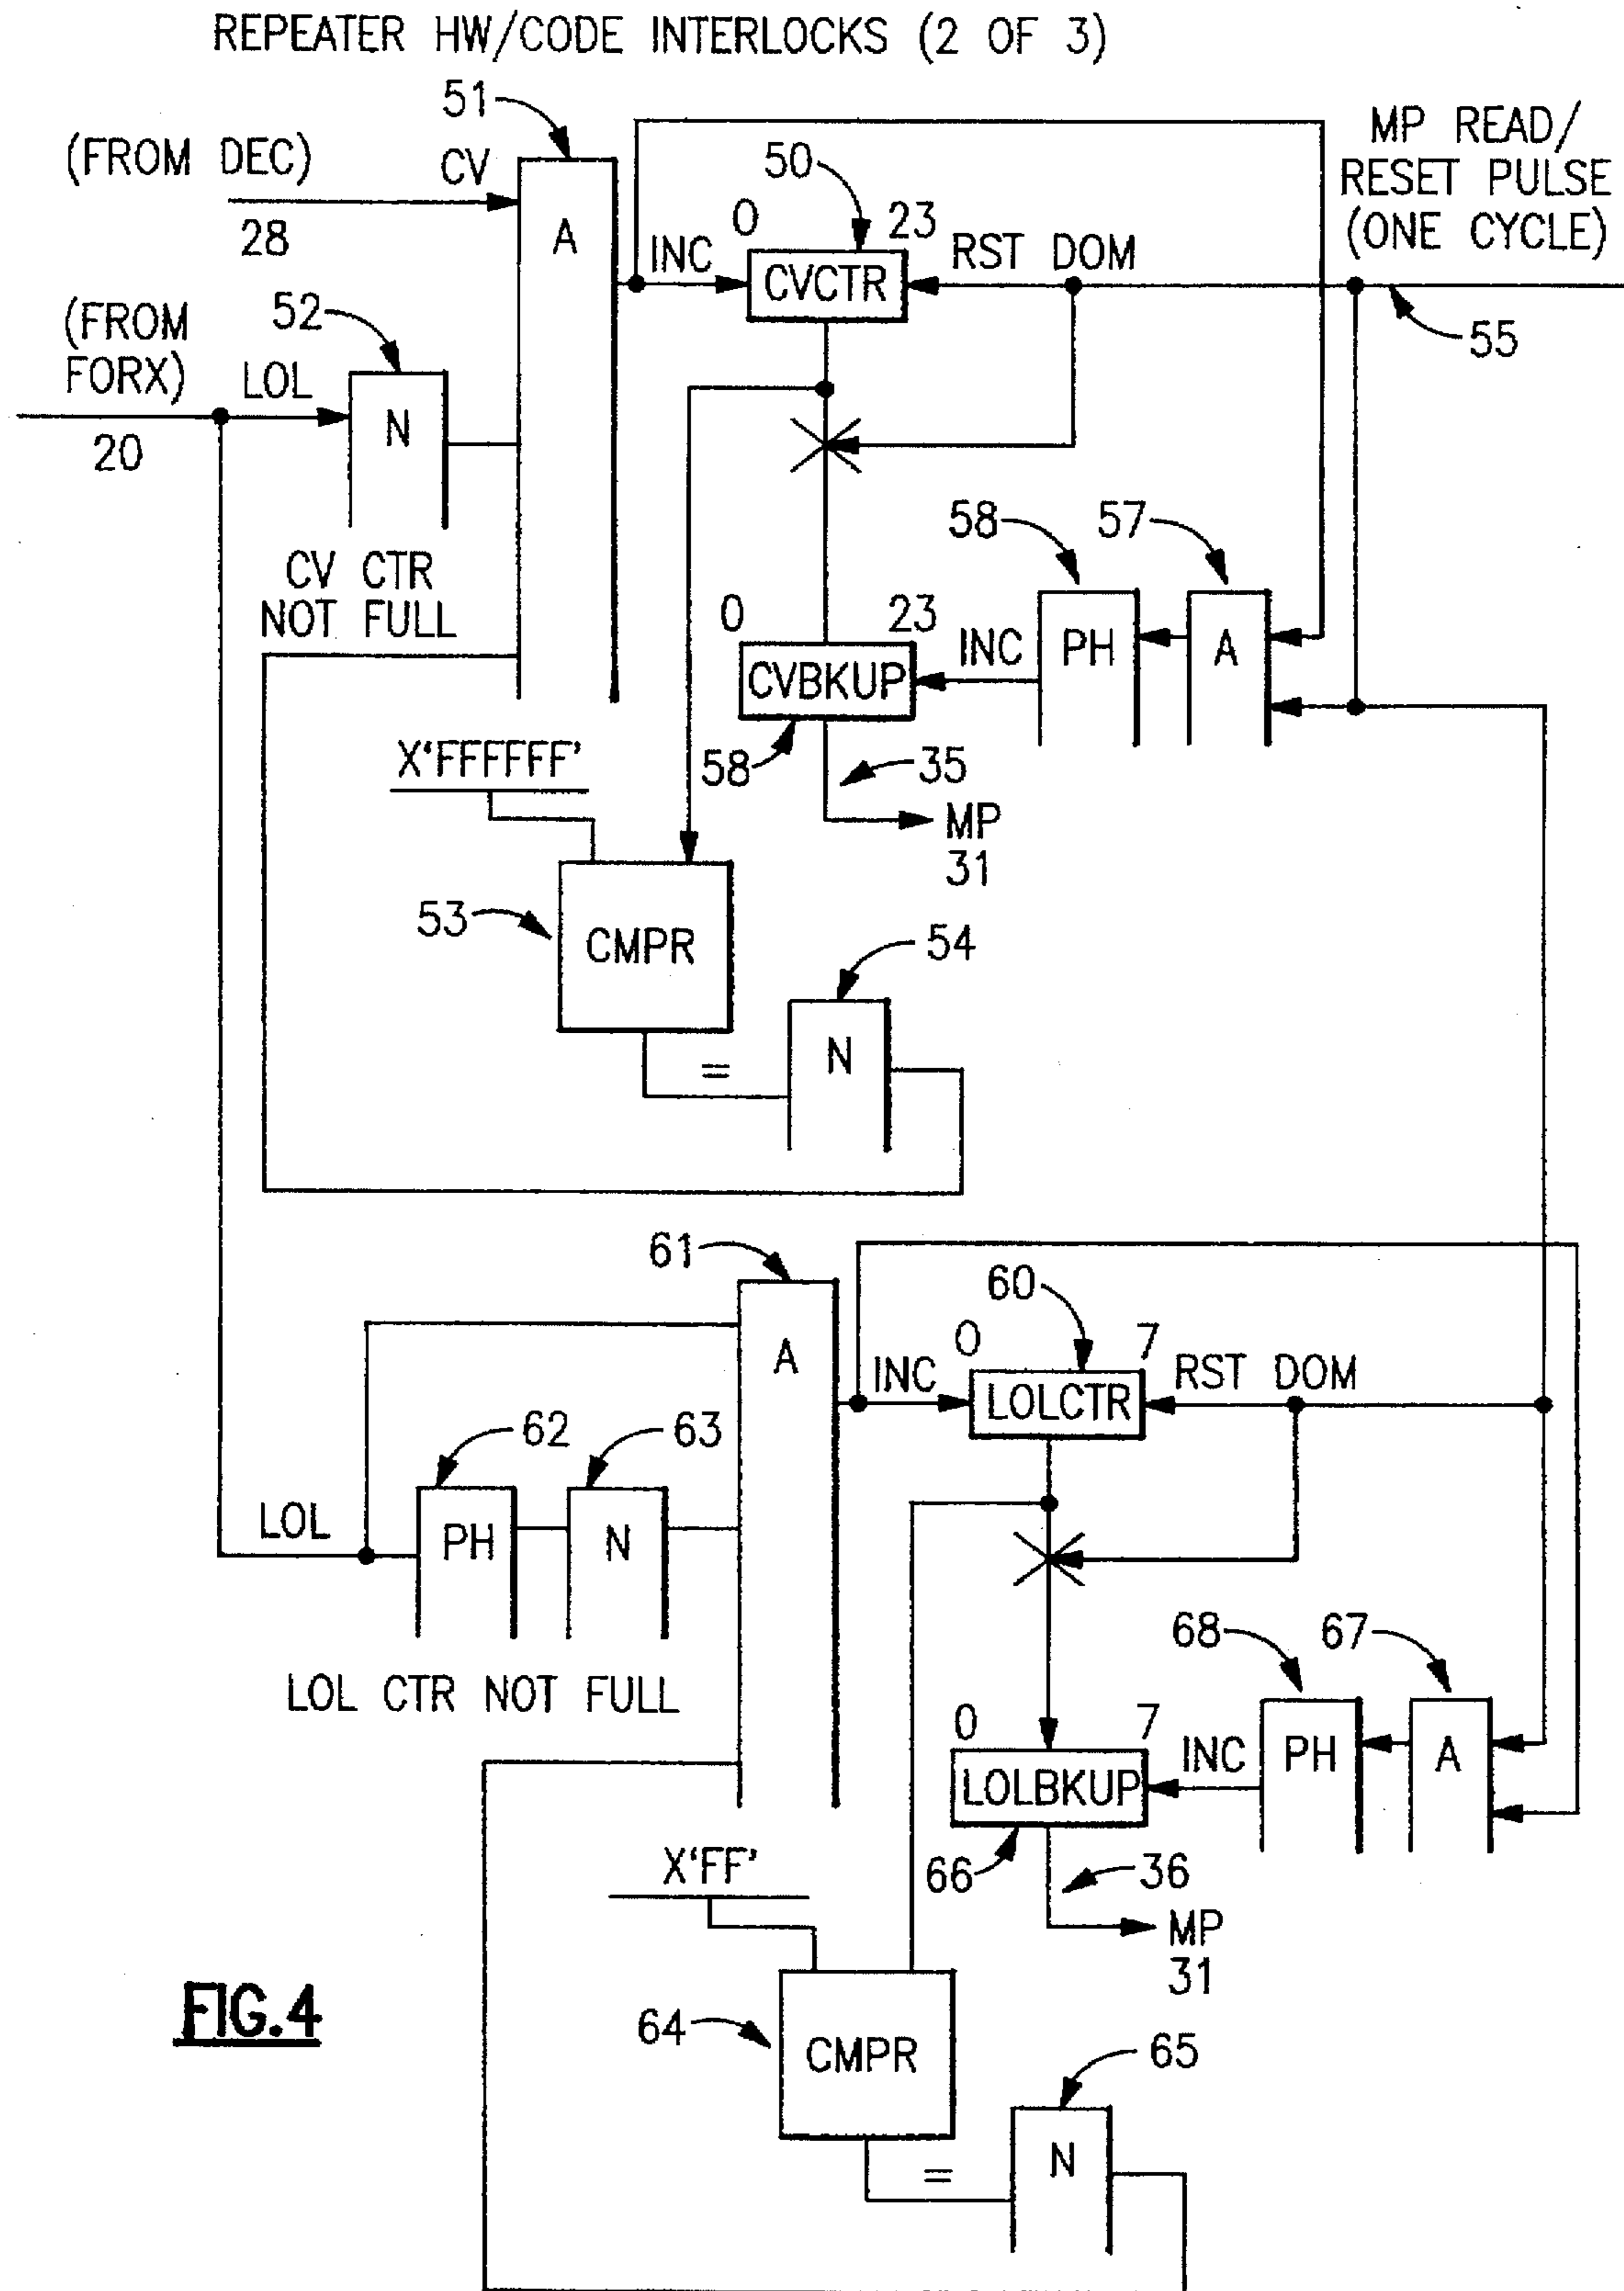 REPEATER HW/CODE INTERLOCKS (2 OF 3)
51
(FROM DEC)
CV
28
A
50
0
23
INC
CVCTR
RST DOM
MP READ/
RESET PULSE
(ONE CYCLE)
55
(FROM
FORX)
52
LOL
20
N
CV CTR
NOT FULL
58
57
0
23
INC
PH
A
CVBKUP
58
35
MP
31
X'FFFFFF'
53
CMPR
54
=
N
61
A
60
0
7
INC
LOLCTR
RST DOM
62
63
LOL
PH
N
LOL CTR NOT FULL
68
67
0
7
INC
PH
A
LOLBKUP
66
36
MP
31
X'FF'
64
CMPR
65
=
N
FIG.4